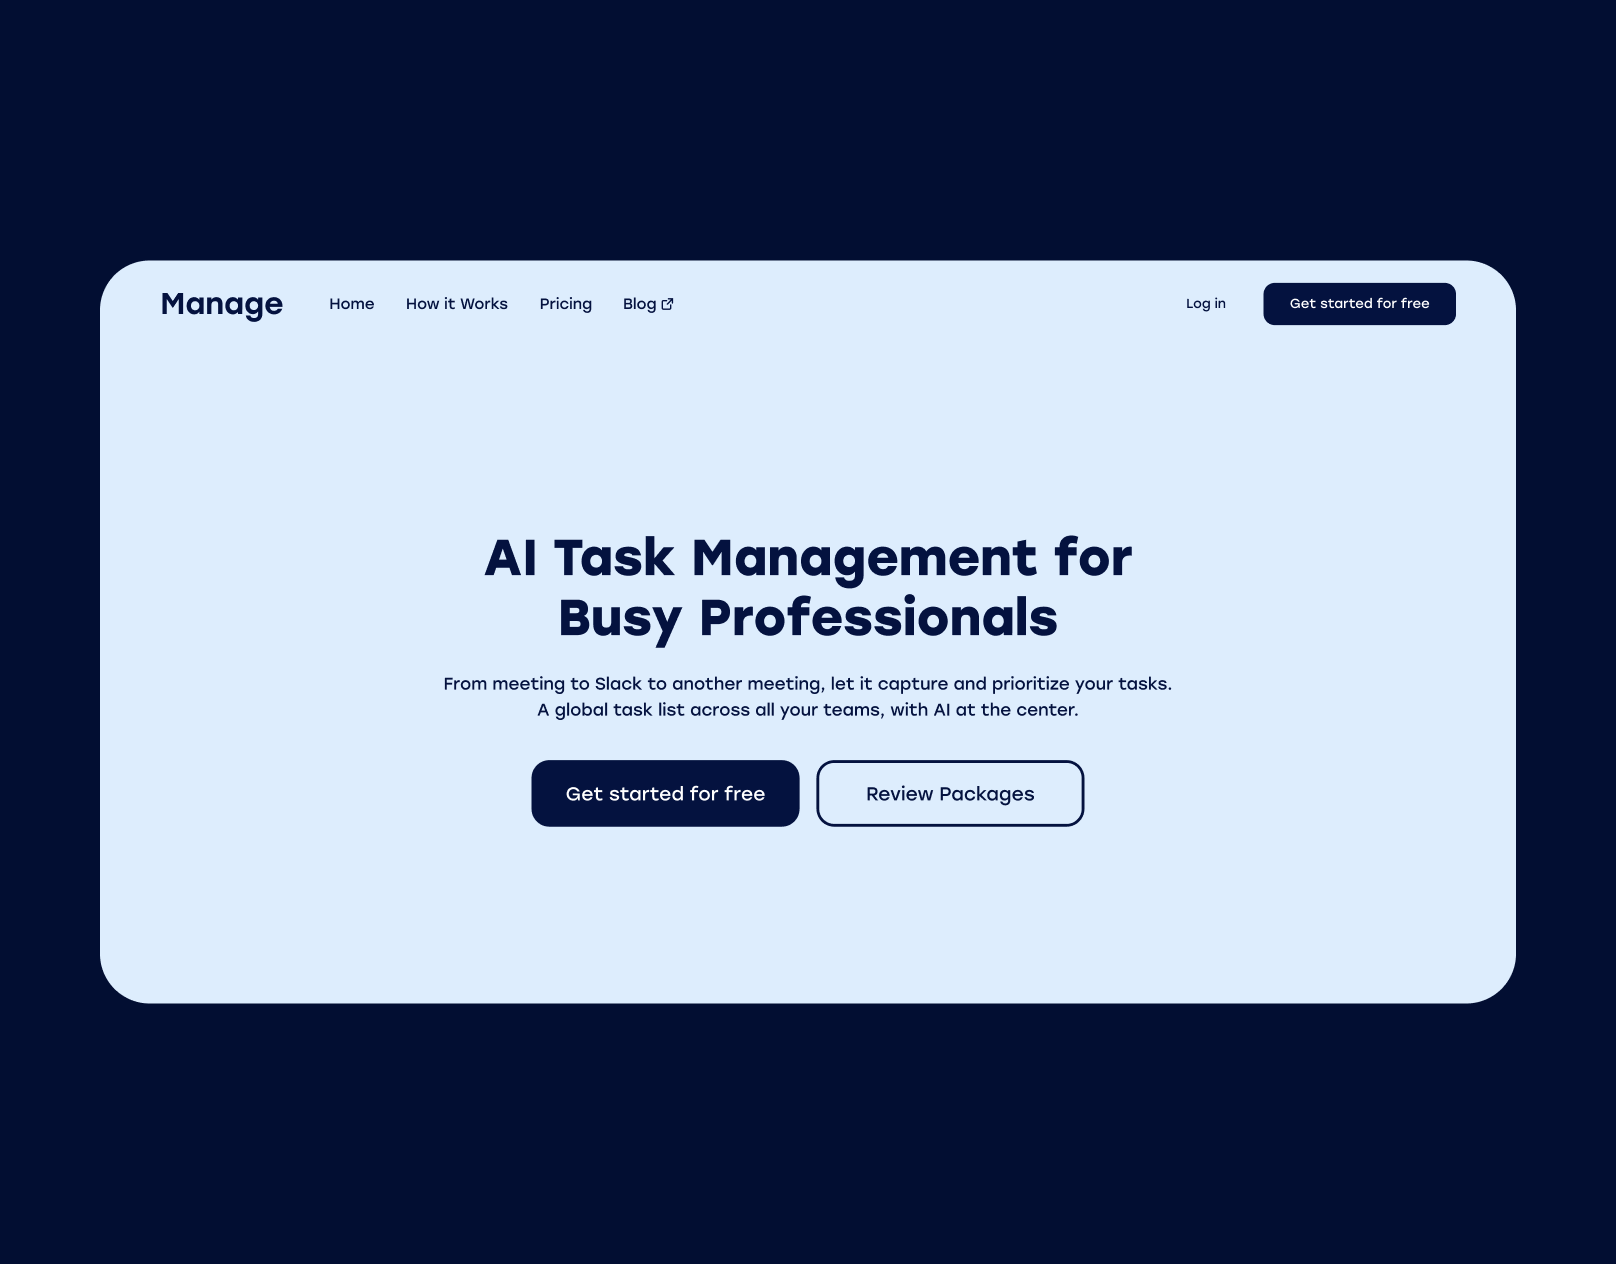 Manage
Home
How it Works
Pricing
Blog
Log in
Get started for free
AI Task Management for
Busy Professionals
From meeting to Slack to another meeting, let it capture and prioritize your tasks.
A global task list across all your teams, with AI at the center.
Get started for free
Review Packages